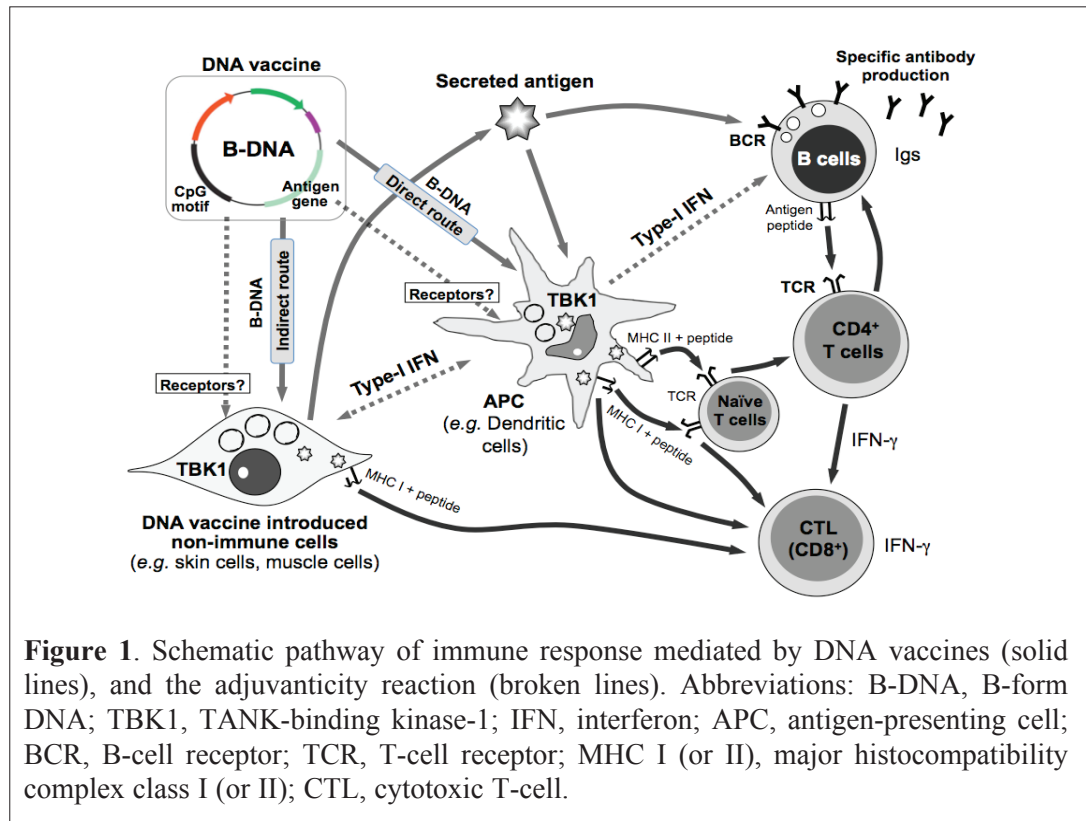 DNA vaccine
B-DNA
CpG
motif
Antigen
gene
Secreted antigen
Specific antibody
production
BCR
B cells
Igs
B-DNA
Direct route
B-DNA
Indirect route
Type-I IFN
Antigen
peptide
TCR
Receptors?
TBK1
CD4⁺
T cells
MHC II + peptide
TCR
Naïve
T cells
MHC I + peptide
Type-I IFN
APC
(e.g. Dendritic
cells)
Receptors?
IFN-γ
TBK1
MHC I + peptide
DNA vaccine introduced
non-immune cells
(e.g. skin cells, muscle cells)
CTL
(CD8⁺)
IFN-γ
Figure 1. Schematic pathway of immune response mediated by DNA vaccines (solid
lines), and the adjuvanticity reaction (broken lines). Abbreviations: B-DNA, B-form
DNA; TBK1, TANK-binding kinase-1; IFN, interferon; APC, antigen-presenting cell;
BCR, B-cell receptor; TCR, T-cell receptor; MHC I (or II), major histocompatibility
complex class I (or II); CTL, cytotoxic T-cell.